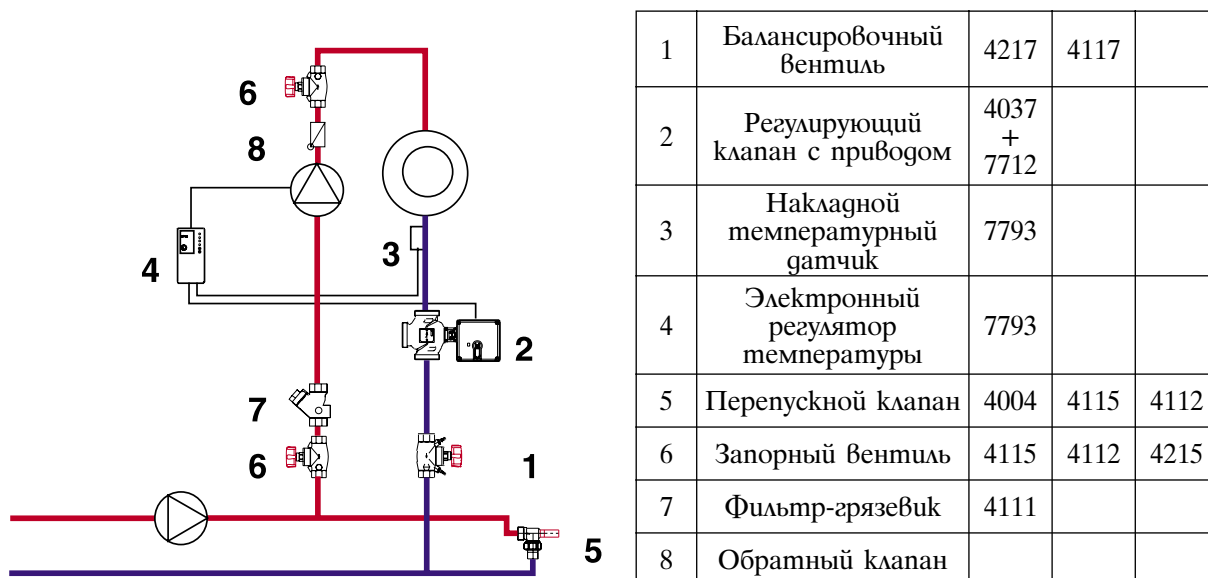 6
8
4
3
2
7
6
1
5
1 Балансировочный вентиль 4217 4117
2 Регулирующий клапан с приводом 4037 + 7712
3 Накладной температурный датчик 7793
4 Электронный регулятор температуры 7793
5 Перепускной клапан 4004 4115 4112
6 Запорный вентиль 4115 4112 4215
7 Фильтр-грязевик 4111
8 Обратный клапан